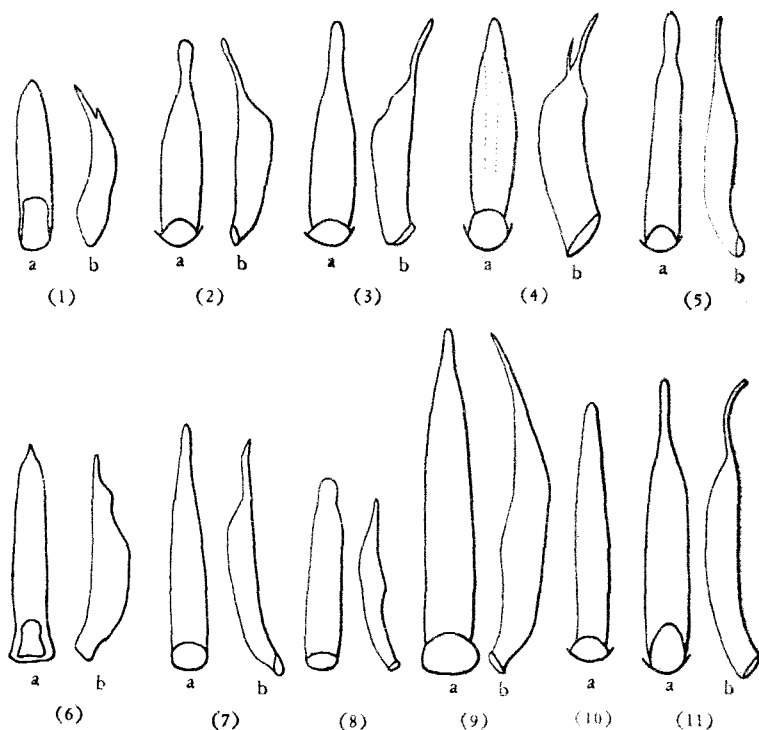 a b a b a b a b a b
(1) (2) (3) (4) (5)
a b a b a b a b a a b
(6) (7) (8) (9) (10) (11)